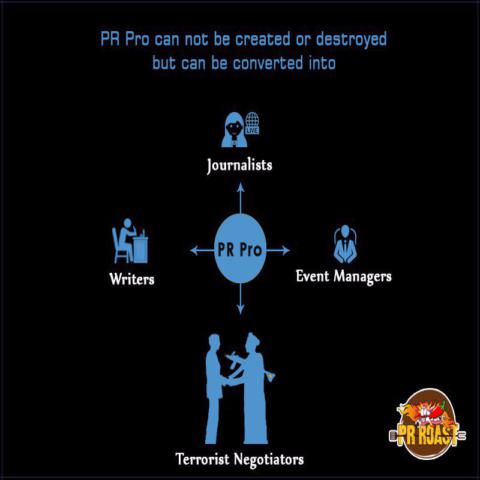 PR Pro can not be created or destroyed
but can be converted into
LIVE
Journalists
PR Pro
Writers
Event Managers
Terrorist Negotiators
PR ROAST